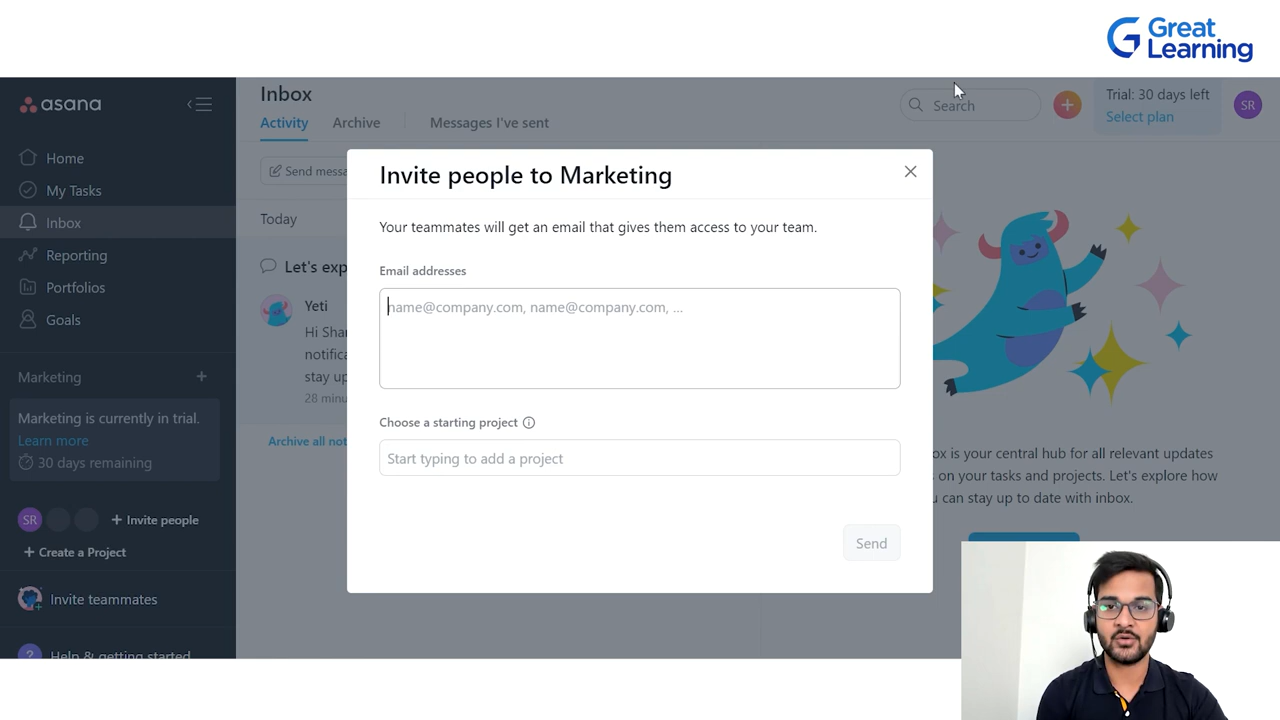 Great
Learning
asana
Home
My Tasks
Inbox
Reporting
Portfolios
Goals
Marketing
Marketing is currently in trial.
Learn more
30 days remaining
SR
Invite people
Create a Project
Invite teammates
? Help & getting started
Inbox
Activity Archive Messages I've sent
Search
+
Trial: 30 days left
Select plan
SR
Send messa
Today
Let's exp
Yeti
Hi Shar
notifica
stay up
28 minu
Archive all not
Invite people to Marketing
Your teammates will get an email that gives them access to your team.
Email addresses
name@company.com, name@company.com, ...
Choose a starting project
Start typing to add a project
Send
ox is your central hub for all relevant updates
on your tasks and projects. Let's explore how
u can stay up to date with inbox.